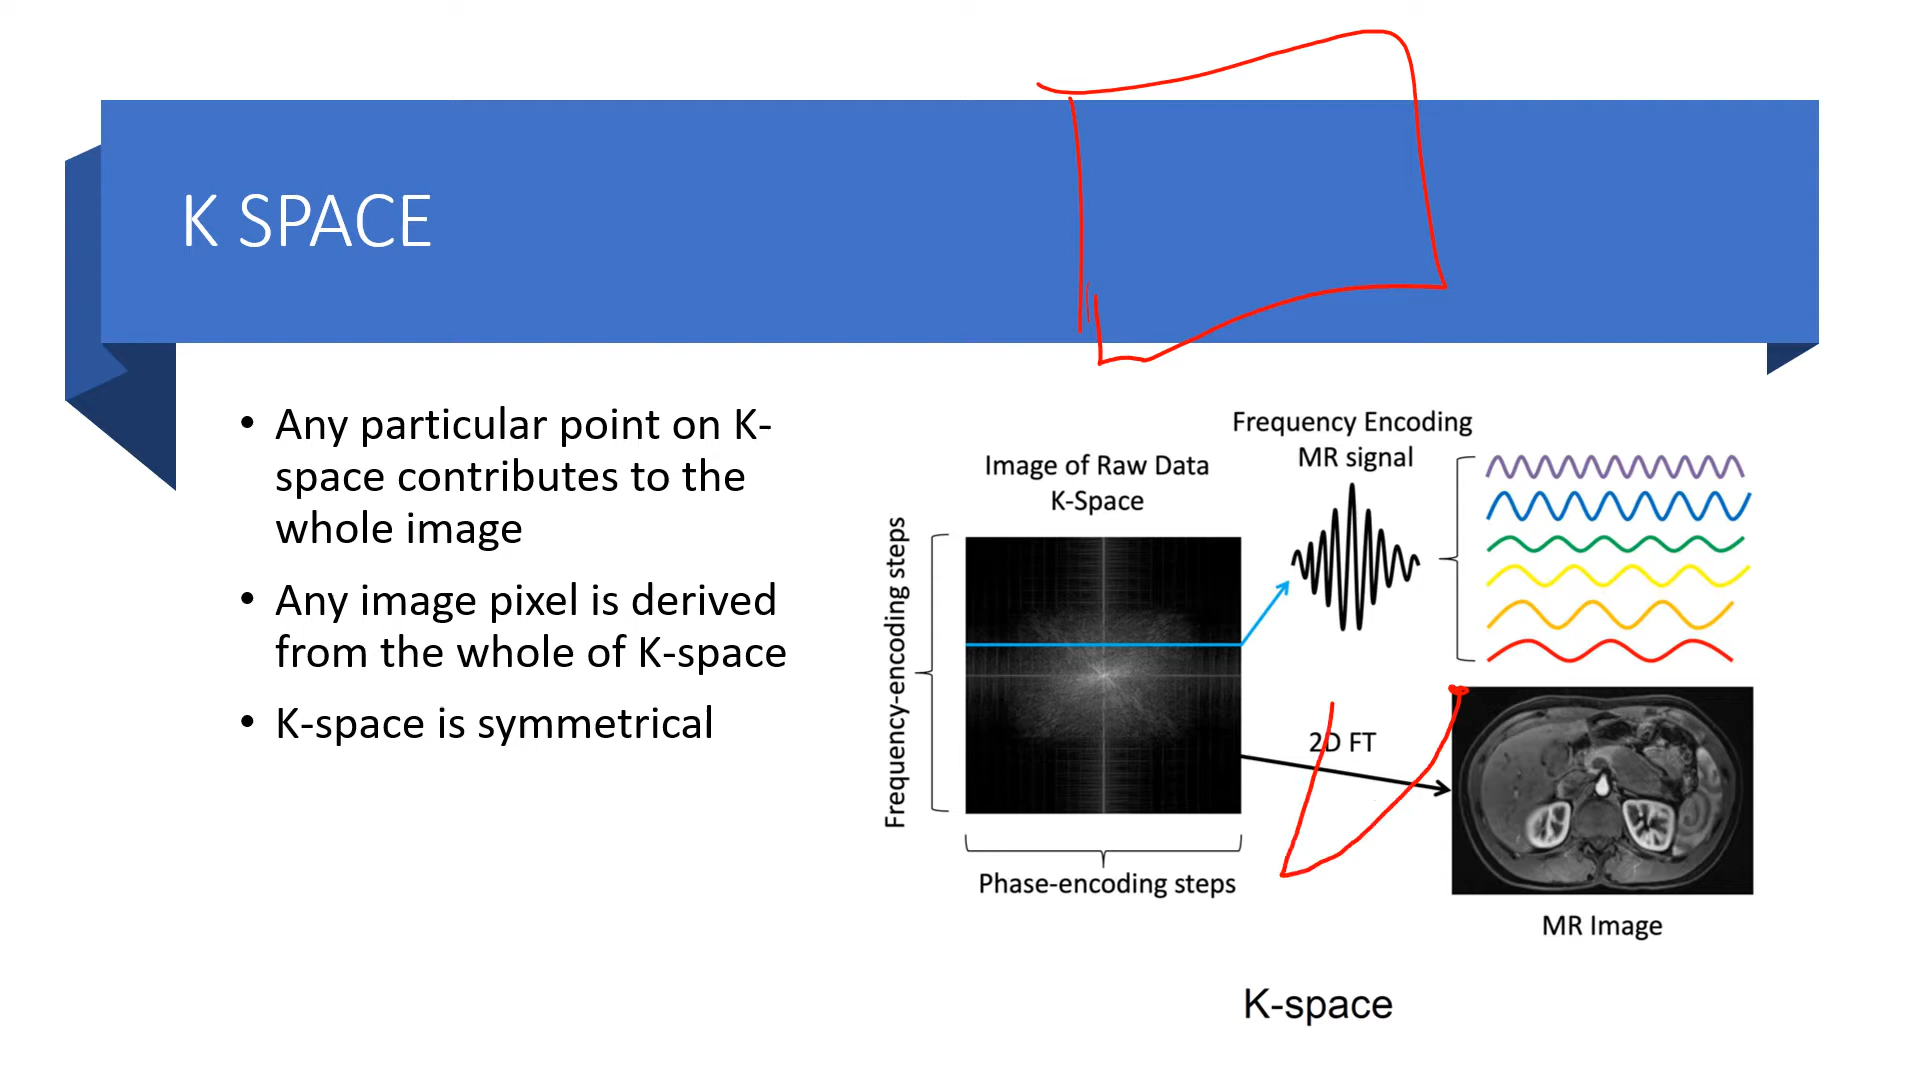 K SPACE
• Any particular point on K-
space contributes to the
whole image
• Any image pixel is derived
from the whole of K-space
• K-space is symmetrical
Frequency Encoding
MR signal
Image of Raw Data
K-Space
Frequency-encoding steps
2D FT
Phase-encoding steps
MR Image
K-space